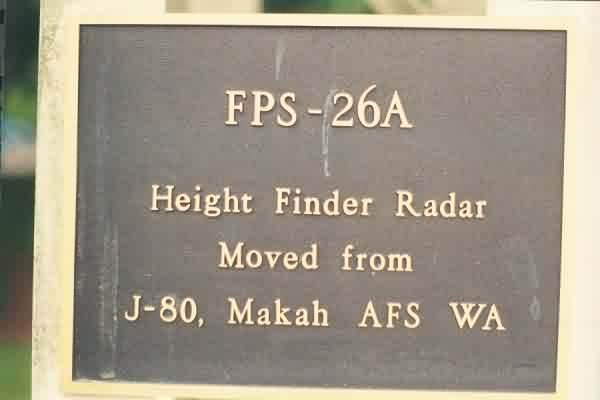 FPS-26A
Height Finder Radar
Moved from
J-80, Makah AFS WA